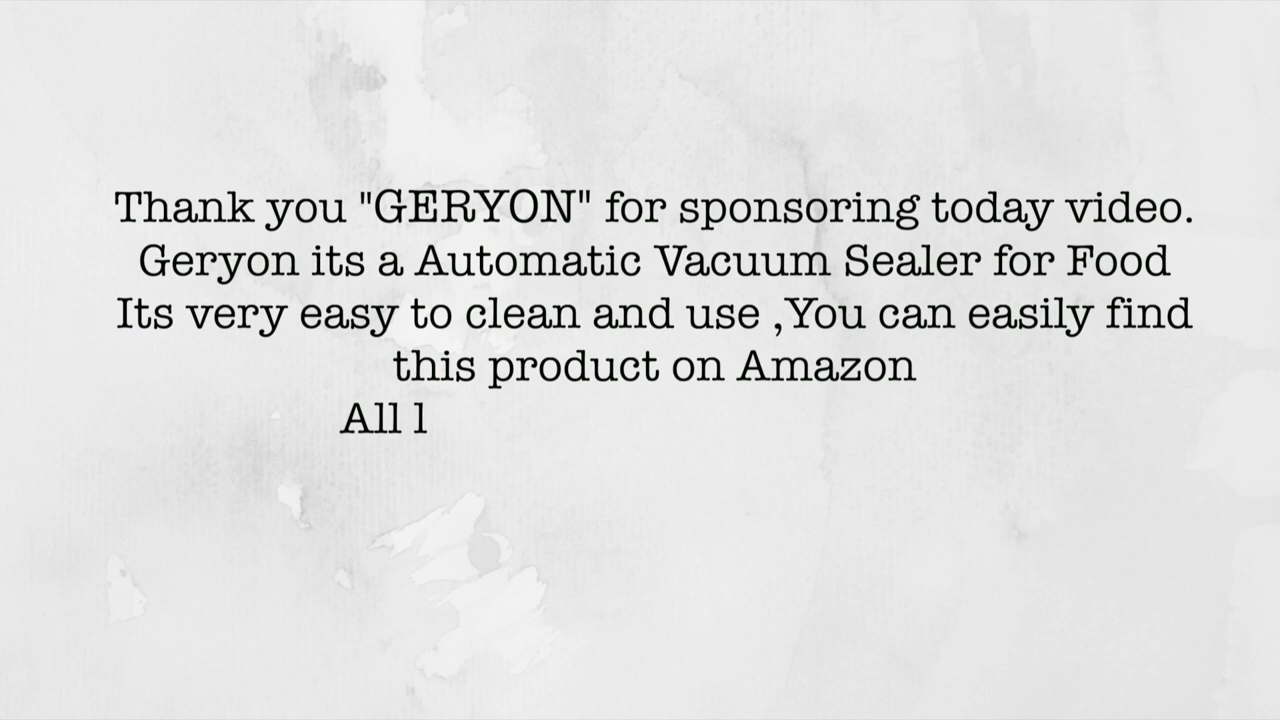 Thank you "GERYON" for sponsoring today video.
Geryon its a Automatic Vacuum Sealer for Food
Its very easy to clean and use ,You can easily find
this product on Amazon
All l